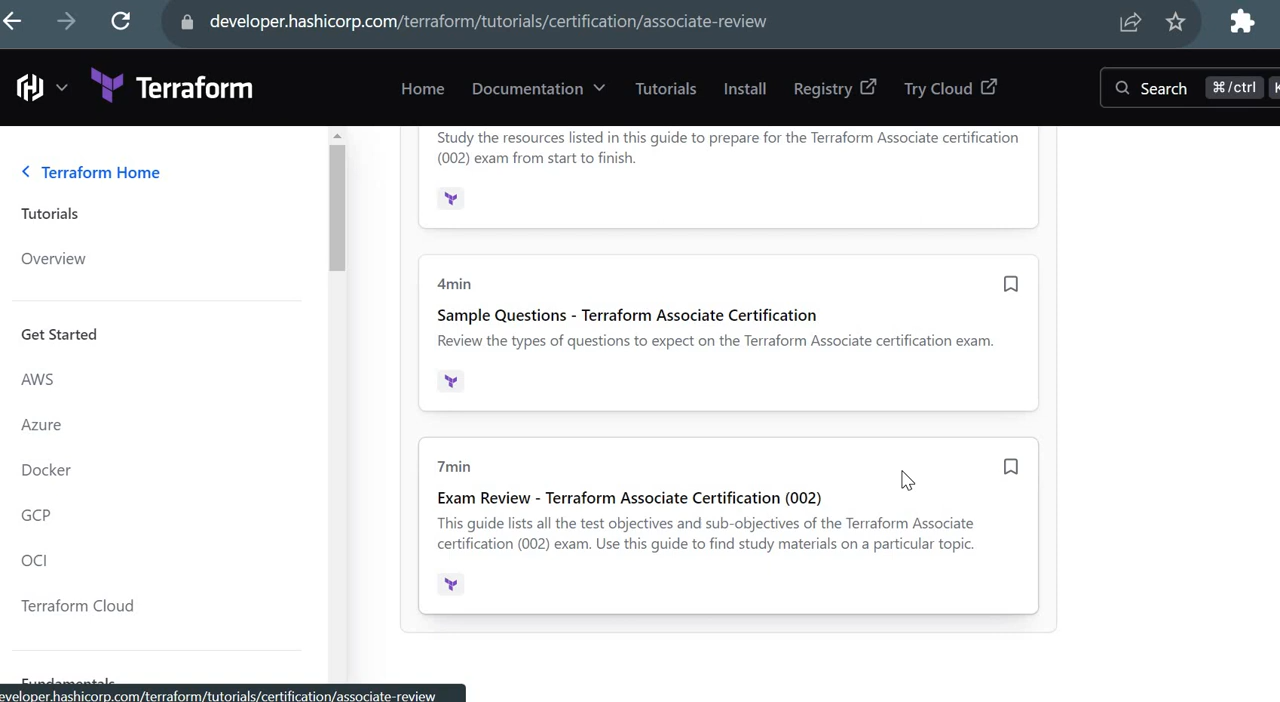 developer.hashicorp.com/terraform/tutorials/certification/associate-review
Terraform
Home
Documentation
Tutorials
Install
Registry
Try Cloud
Search
⌘/ctrl
K
Terraform Home
Tutorials
Overview
Get Started
AWS
Azure
Docker
GCP
OCI
Terraform Cloud
Fundamentals
Study the resources listed in this guide to prepare for the Terraform Associate certification
(002) exam from start to finish.
4min
Sample Questions - Terraform Associate Certification
Review the types of questions to expect on the Terraform Associate certification exam.
7min
Exam Review - Terraform Associate Certification (002)
This guide lists all the test objectives and sub-objectives of the Terraform Associate
certification (002) exam. Use this guide to find study materials on a particular topic.
eveloper.hashicorp.com/terraform/tutorials/certification/associate-review